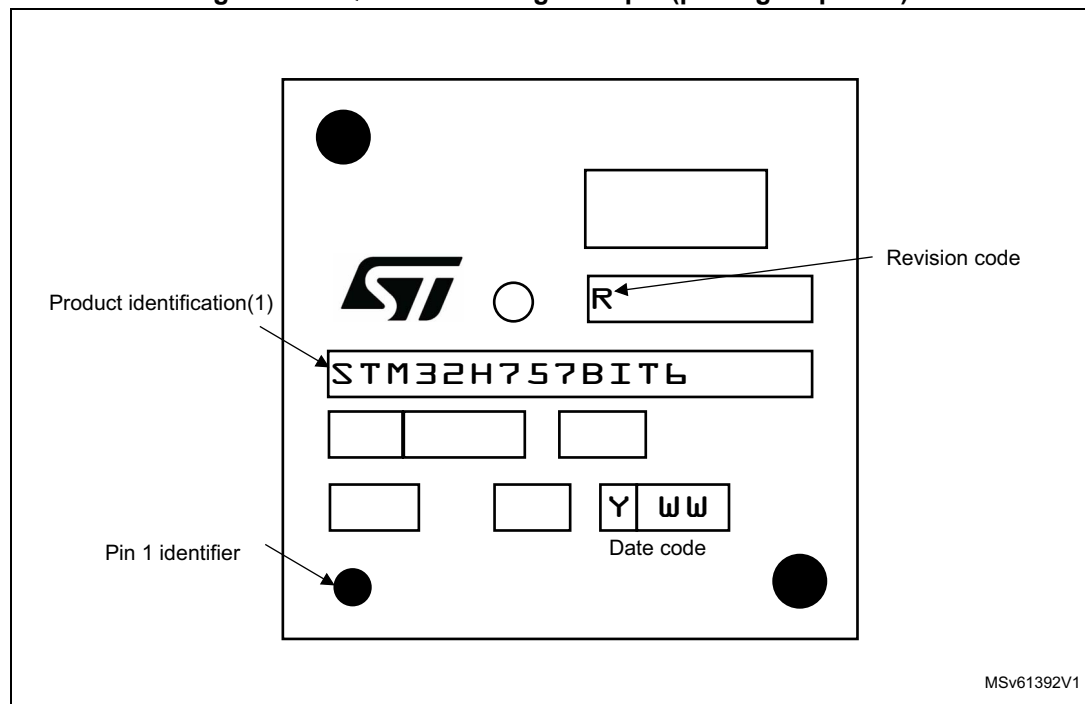 Revision code
R
Product identification(1)
STM32H757BIT6
Y WW
Date code
Pin 1 identifier
MSv61392V1